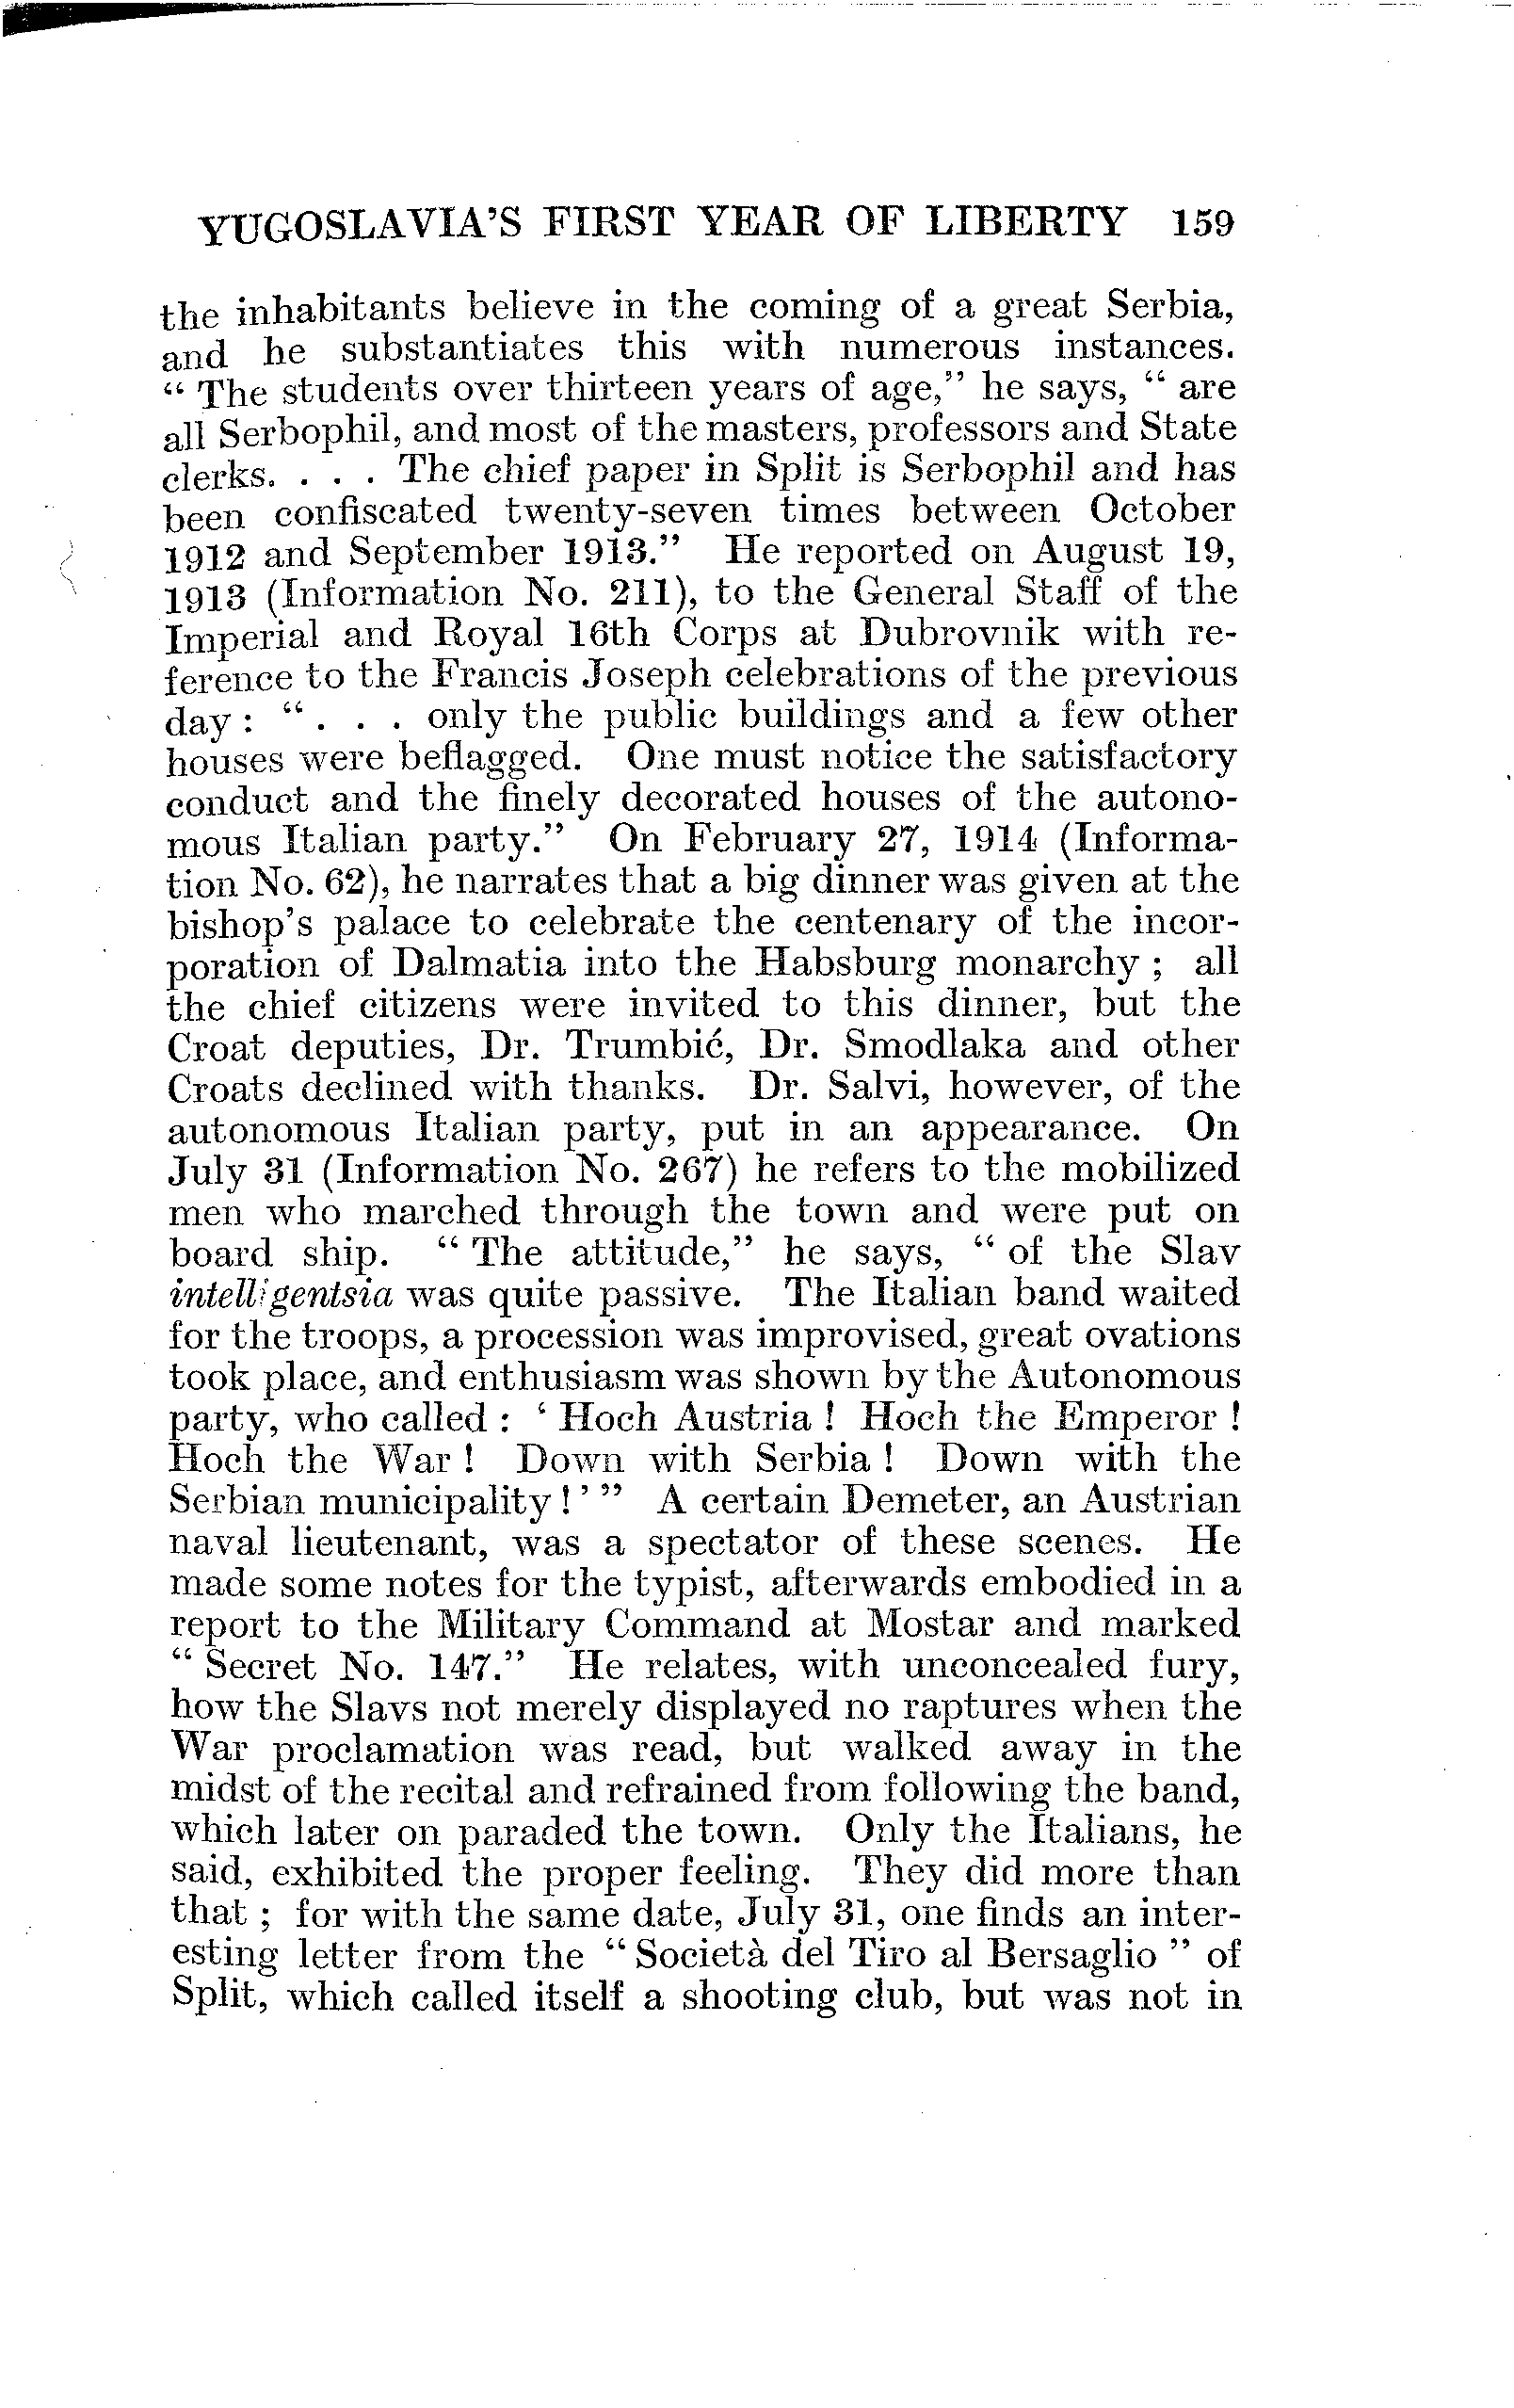 YUGOSLAVIA'S FIRST YEAR OF LIBERTY 159
the inhabitants believe in the coming of a great Serbia,
and he substantiates this with numerous instances.
“ The students over thirteen years of age,” he says, “ are
all Serbophil, and most of the masters, professors and State
clerks. . . . The chief paper in Split is Serbophil and has
been confiscated twenty-seven times between October
1912 and September 1913.” He reported on August 19,
1913 (Information No. 211), to the General Staff of the
Imperial and Royal 16th Corps at Dubrovnik with re-
ference to the Francis Joseph celebrations of the previous
day : “ . . . only the public buildings and a few other
houses were beflagged. One must notice the satisfactory
conduct and the finely decorated houses of the autono-
mous Italian party.” On February 27, 1914 (Informa-
tion No. 62), he narrates that a big dinner was given at the
bishop's palace to celebrate the centenary of the incor-
poration of Dalmatia into the Habsburg monarchy ; all
the chief citizens were invited to this dinner, but the
Croat deputies, Dr. Trumbić, Dr. Smodlaka and other
Croats declined with thanks. Dr. Salvi, however, of the
autonomous Italian party, put in an appearance. On
July 31 (Information No. 267) he refers to the mobilized
men who marched through the town and were put on
board ship. “ The attitude,” he says, “ of the Slav
intelligentsia was quite passive. The Italian band waited
for the troops, a procession was improvised, great ovations
took place, and enthusiasm was shown by the Autonomous
party, who called : ‘ Hoch Austria ! Hoch the Emperor !
Hoch the War ! Down with Serbia ! Down with the
Serbian municipality ! ’ ” A certain Demeter, an Austrian
naval lieutenant, was a spectator of these scenes. He
made some notes for the typist, afterwards embodied in a
report to the Military Command at Mostar and marked
“ Secret No. 147.” He relates, with unconcealed fury,
how the Slavs not merely displayed no raptures when the
War proclamation was read, but walked away in the
midst of the recital and refrained from following the band,
which later on paraded the town. Only the Italians, he
said, exhibited the proper feeling. They did more than
that ; for with the same date, July 31, one finds an inter-
esting letter from the “ Società del Tiro al Bersaglio ” of
Split, which called itself a shooting club, but was not in